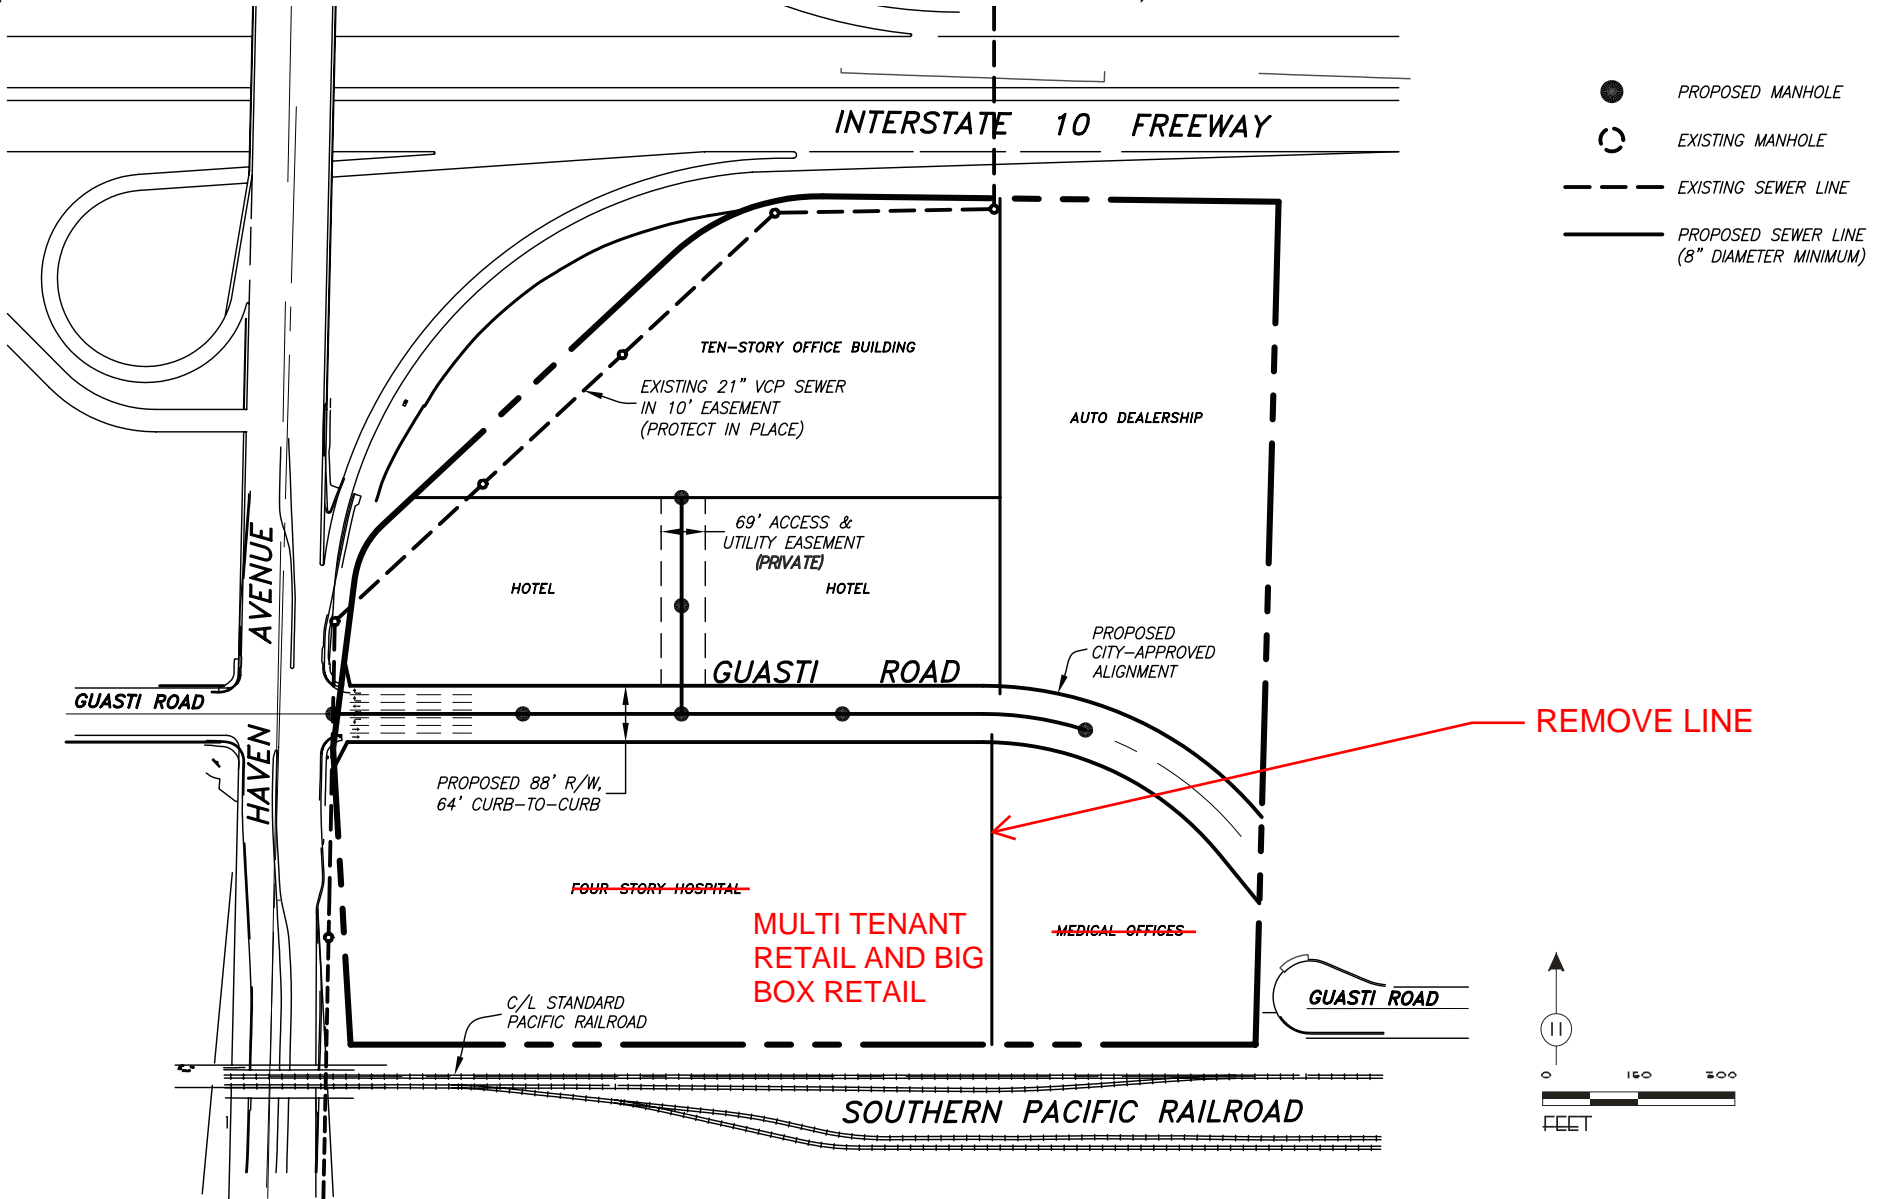 INTERSTATE 10 FREEWAY
PROPOSED MANHOLE
EXISTING MANHOLE
EXISTING SEWER LINE
PROPOSED SEWER LINE
(8" DIAMETER MINIMUM)
TEN-STORY OFFICE BUILDING
EXISTING 21" VCP SEWER
IN 10' EASEMENT
(PROTECT IN PLACE)
AUTO DEALERSHIP
69' ACCESS &
UTILITY EASEMENT
(PRIVATE)
HOTEL
HOTEL
HAVEN AVENUE
PROPOSED
CITY-APPROVED
ALIGNMENT
GUASTI ROAD
GUASTI ROAD
REMOVE LINE
PROPOSED 88' R/W,
64' CURB-TO-CURB
FOUR STORY HOSPITAL
MULTI TENANT
RETAIL AND BIG
BOX RETAIL
MEDICAL OFFICES
C/L STANDARD
PACIFIC RAILROAD
GUASTI ROAD
SOUTHERN PACIFIC RAILROAD
0 150 300
FEET